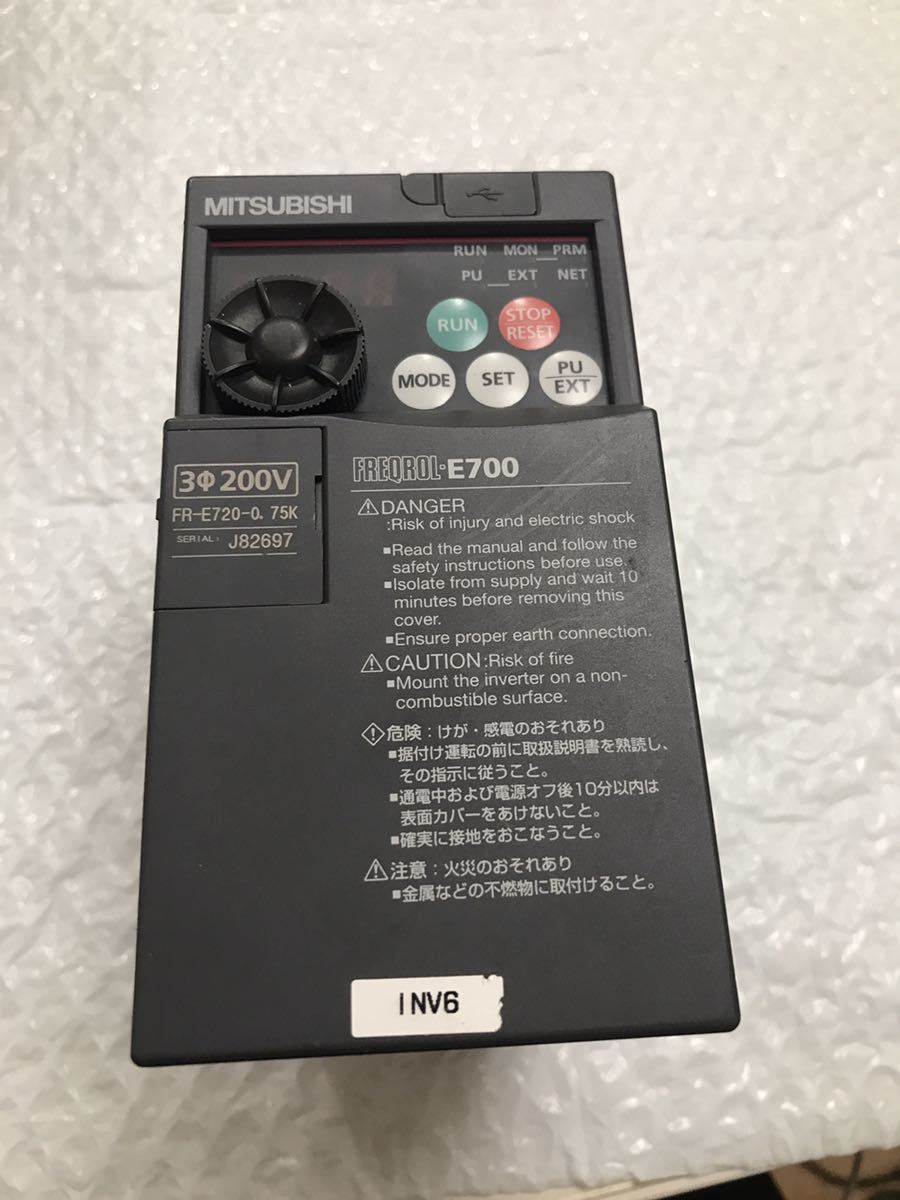 MITSUBISHI
RUN MON PRM
PU EXT NET
RUN
STOP
RESET
MODE
SET
PU
EXT
3Φ200V
FR-E720-0.75K
SERIAL: J82697
FREQROL-E700
⚠DANGER
:Risk of injury and electric shock
■Read the manual and follow the
safety instructions before use.
■Isolate from supply and wait 10
minutes before removing this
cover.
■Ensure proper earth connection.
⚠CAUTION:Risk of fire
■Mount the inverter on a non-
combustible surface.
危険：けが・感電のおそれあり
■据付け運転の前に取扱説明書を熟読し、
その指示に従うこと。
■通電中および電源オフ後10分以内は
表面カバーをあけないこと。
■確実に接地をおこなうこと。
⚠注意：火災のおそれあり
■金属などの不燃物に取付けること。
INV6